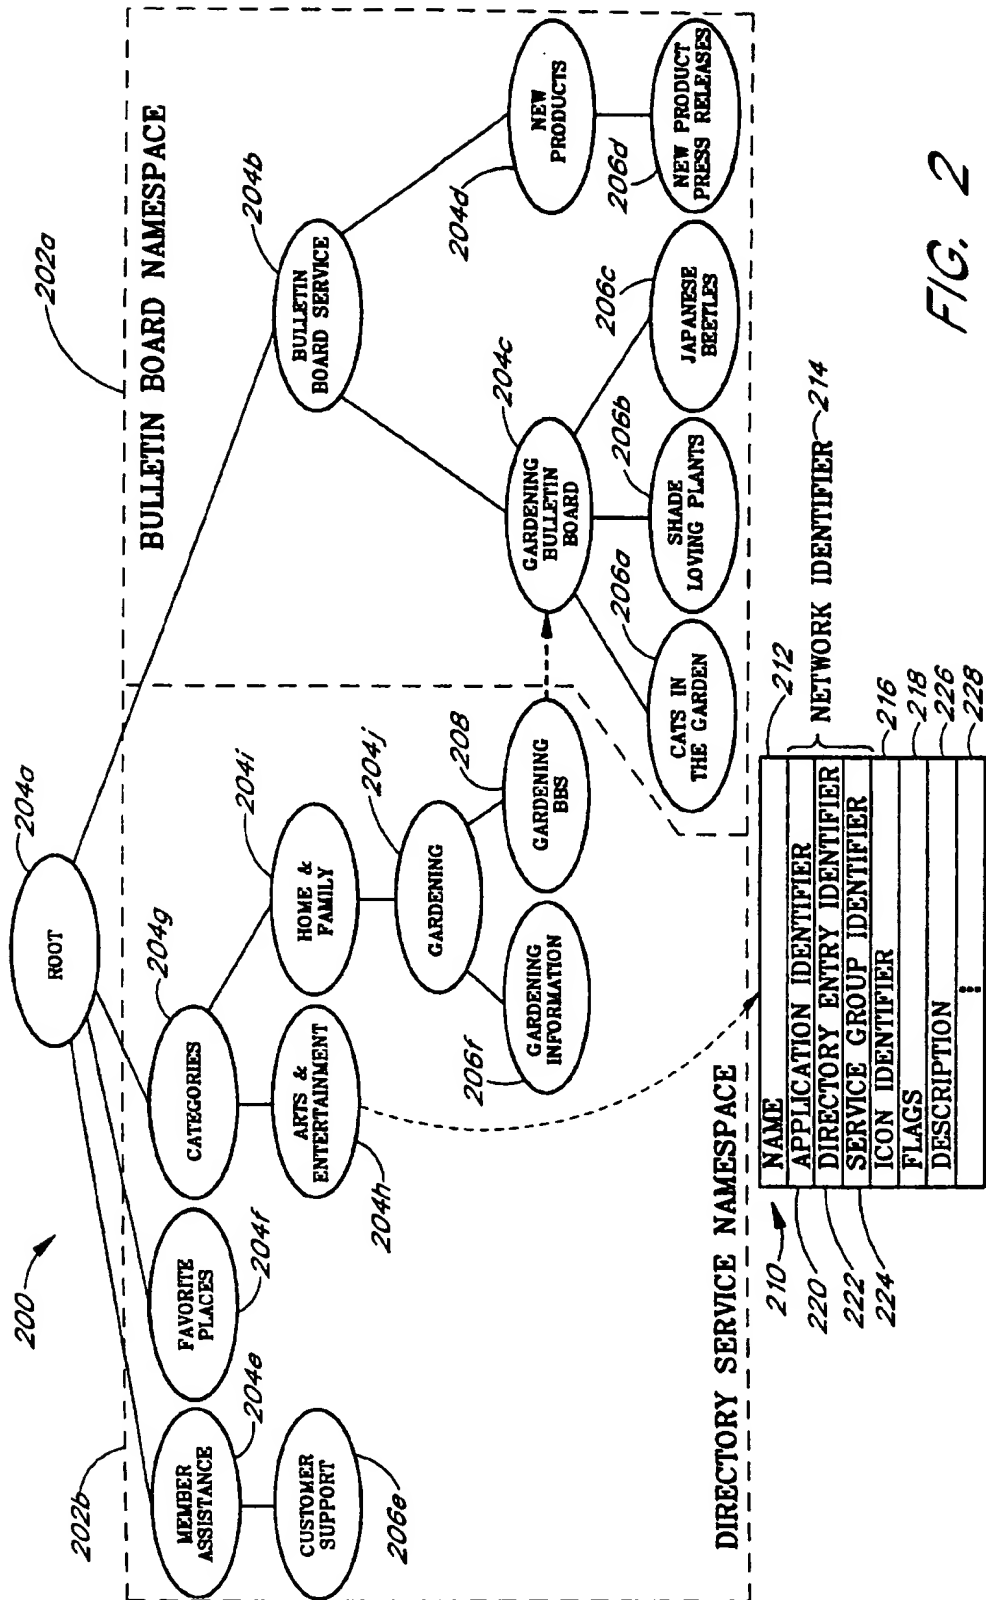 200
204a
ROOT
202a
BULLETIN BOARD NAMESPACE
202b
MEMBER
ASSISTANCE
204e
FAVORITE
PLACES
204f
CATEGORIES
204g
BULLETIN
BOARD SERVICE
204b
CUSTOMER
SUPPORT
206e
ARTS &
ENTERTAINMENT
204h
HOME &
FAMILY
204i
GARDENING
204j
GARDENING
INFORMATION
206f
GARDENING
BBS
208
GARDENING
BULLETIN
BOARD
204c
NEW
PRODUCTS
204d
CATS IN
THE GARDEN
206a
SHADE
LOVING PLANTS
206b
JAPANESE
BEETLES
206c
NEW PRODUCT
PRESS RELEASES
206d
DIRECTORY SERVICE NAMESPACE
210
NAME
212
220
APPLICATION IDENTIFIER
222
DIRECTORY ENTRY IDENTIFIER
NETWORK IDENTIFIER 214
224
SERVICE GROUP IDENTIFIER
ICON IDENTIFIER
216
FLAGS
218
DESCRIPTION
226
228
FIG. 2